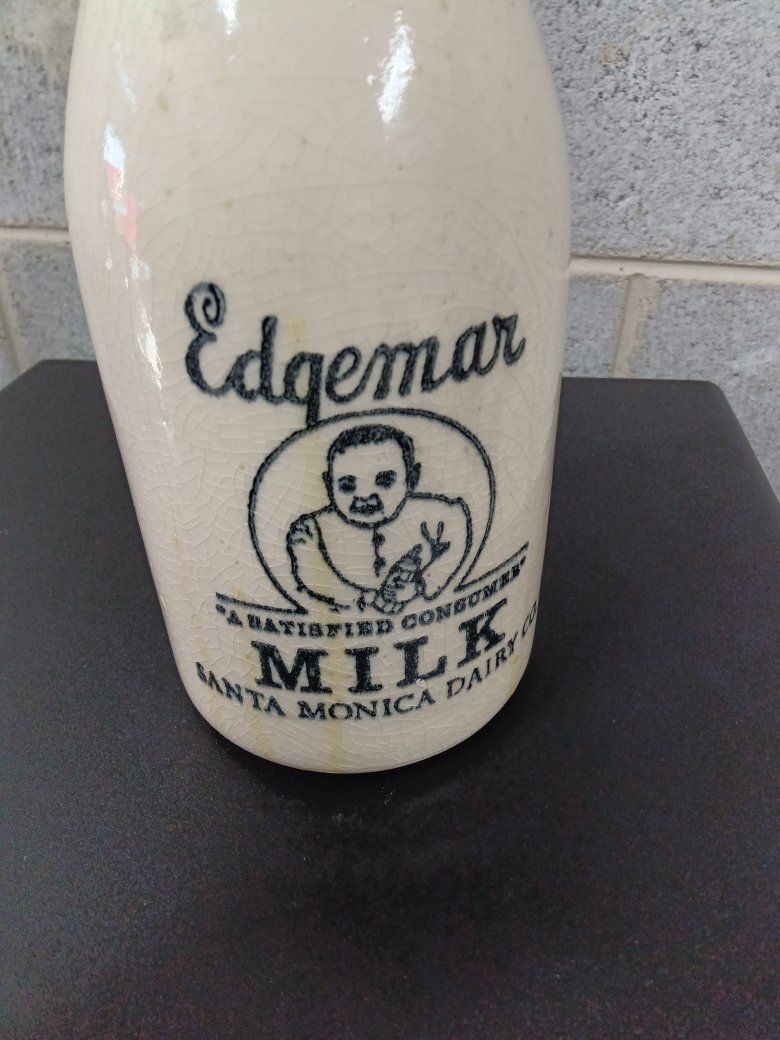 Edgemar
"A SATISFIED CONSUMER"
MILK
SANTA MONICA DAIRY CO